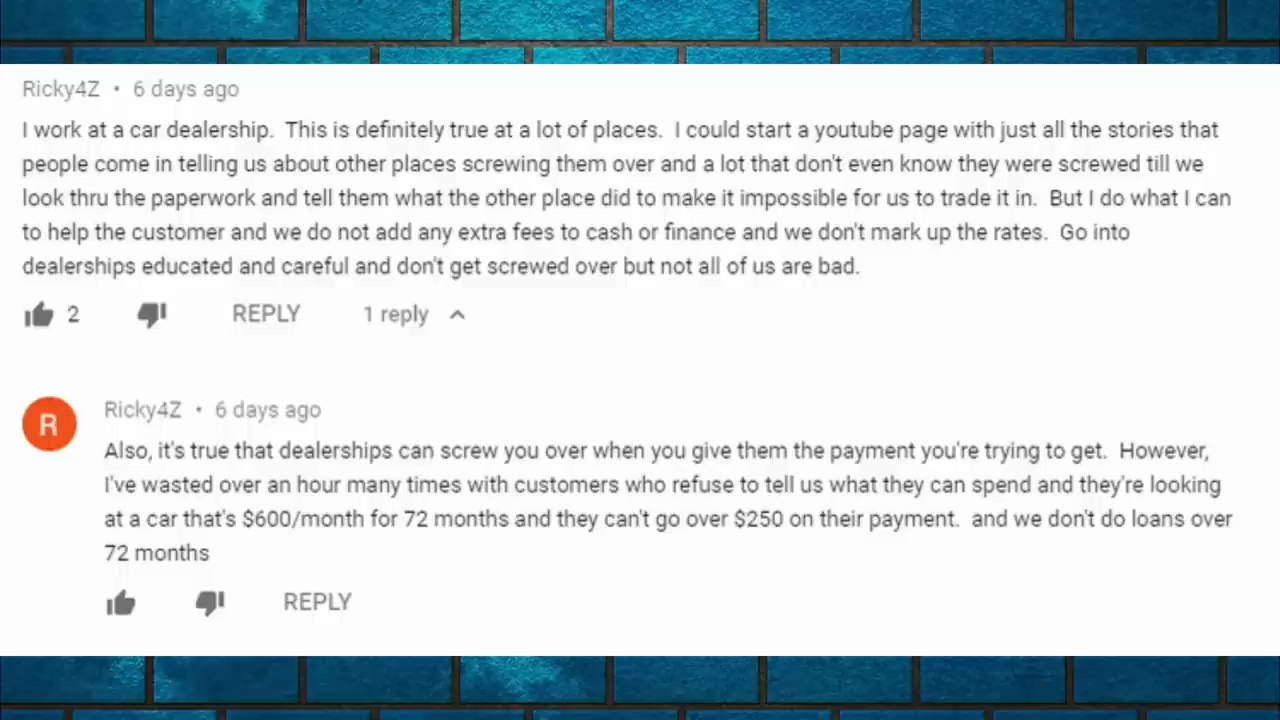 Ricky4Z • 6 days ago
I work at a car dealership.  This is definitely true at a lot of places.  I could start a youtube page with just all the stories that
people come in telling us about other places screwing them over and a lot that don't even know they were screwed till we
look thru the paperwork and tell them what the other place did to make it impossible for us to trade it in.  But I do what I can
to help the customer and we do not add any extra fees to cash or finance and we don't mark up the rates.  Go into
dealerships educated and careful and don't get screwed over but not all of us are bad.
2 REPLY 1 reply
R
Ricky4Z • 6 days ago
Also, it's true that dealerships can screw you over when you give them the payment you're trying to get.  However,
I've wasted over an hour many times with customers who refuse to tell us what they can spend and they're looking
at a car that's $600/month for 72 months and they can't go over $250 on their payment.  and we don't do loans over
72 months
REPLY